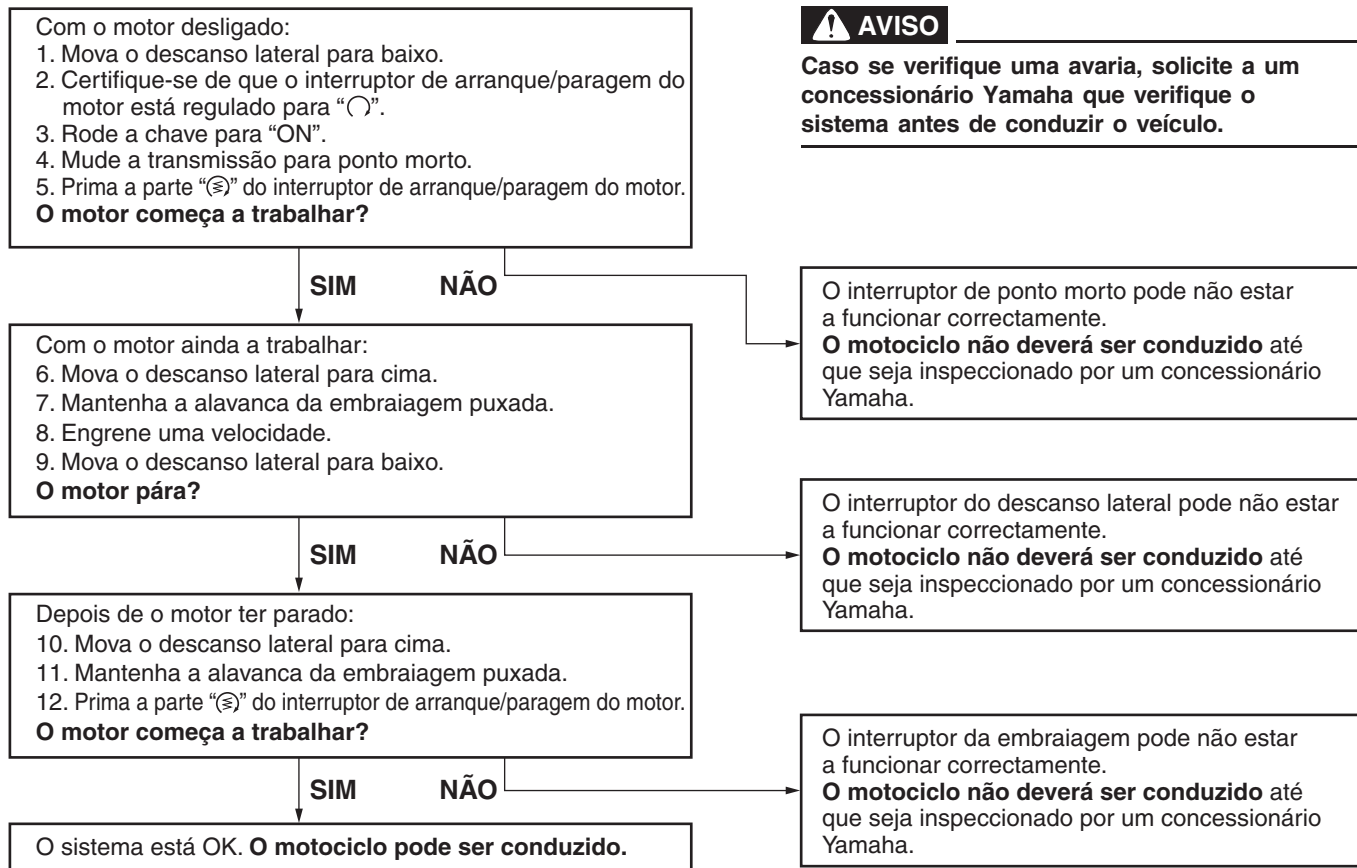 Com o motor desligado:
1. Mova o descanso lateral para baixo.
2. Certifique-se de que o interruptor de arranque/paragem do
motor está regulado para “○”.
3. Rode a chave para “ON”.
4. Mude a transmissão para ponto morto.
5. Prima a parte “” do interruptor de arranque/paragem do motor.
O motor começa a trabalhar?
AVISO
Caso se verifique uma avaria, solicite a um
concessionário Yamaha que verifique o
sistema antes de conduzir o veículo.
SIM NÃO
O interruptor de ponto morto pode não estar
a funcionar correctamente.
O motociclo não deverá ser conduzido até
que seja inspeccionado por um concessionário
Yamaha.
Com o motor ainda a trabalhar:
6. Mova o descanso lateral para cima.
7. Mantenha a alavanca da embraiagem puxada.
8. Engrene uma velocidade.
9. Mova o descanso lateral para baixo.
O motor pára?
SIM NÃO
O interruptor do descanso lateral pode não estar
a funcionar correctamente.
O motociclo não deverá ser conduzido até
que seja inspeccionado por um concessionário
Yamaha.
Depois de o motor ter parado:
10. Mova o descanso lateral para cima.
11. Mantenha a alavanca da embraiagem puxada.
12. Prima a parte “” do interruptor de arranque/paragem do motor.
O motor começa a trabalhar?
SIM NÃO
O interruptor da embraiagem pode não estar
a funcionar correctamente.
O motociclo não deverá ser conduzido até
que seja inspeccionado por um concessionário
Yamaha.
O sistema está OK. O motociclo pode ser conduzido.